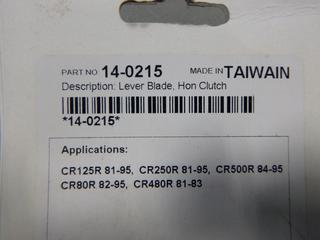 PART NO 14-0215 MADE IN TAIWAIN
Description: Lever Blade, Hon Clutch
*14-0215*
Applications:
CR125R 81-95, CR250R 81-95, CR500R 84-95
CR80R 82-95, CR480R 81-83